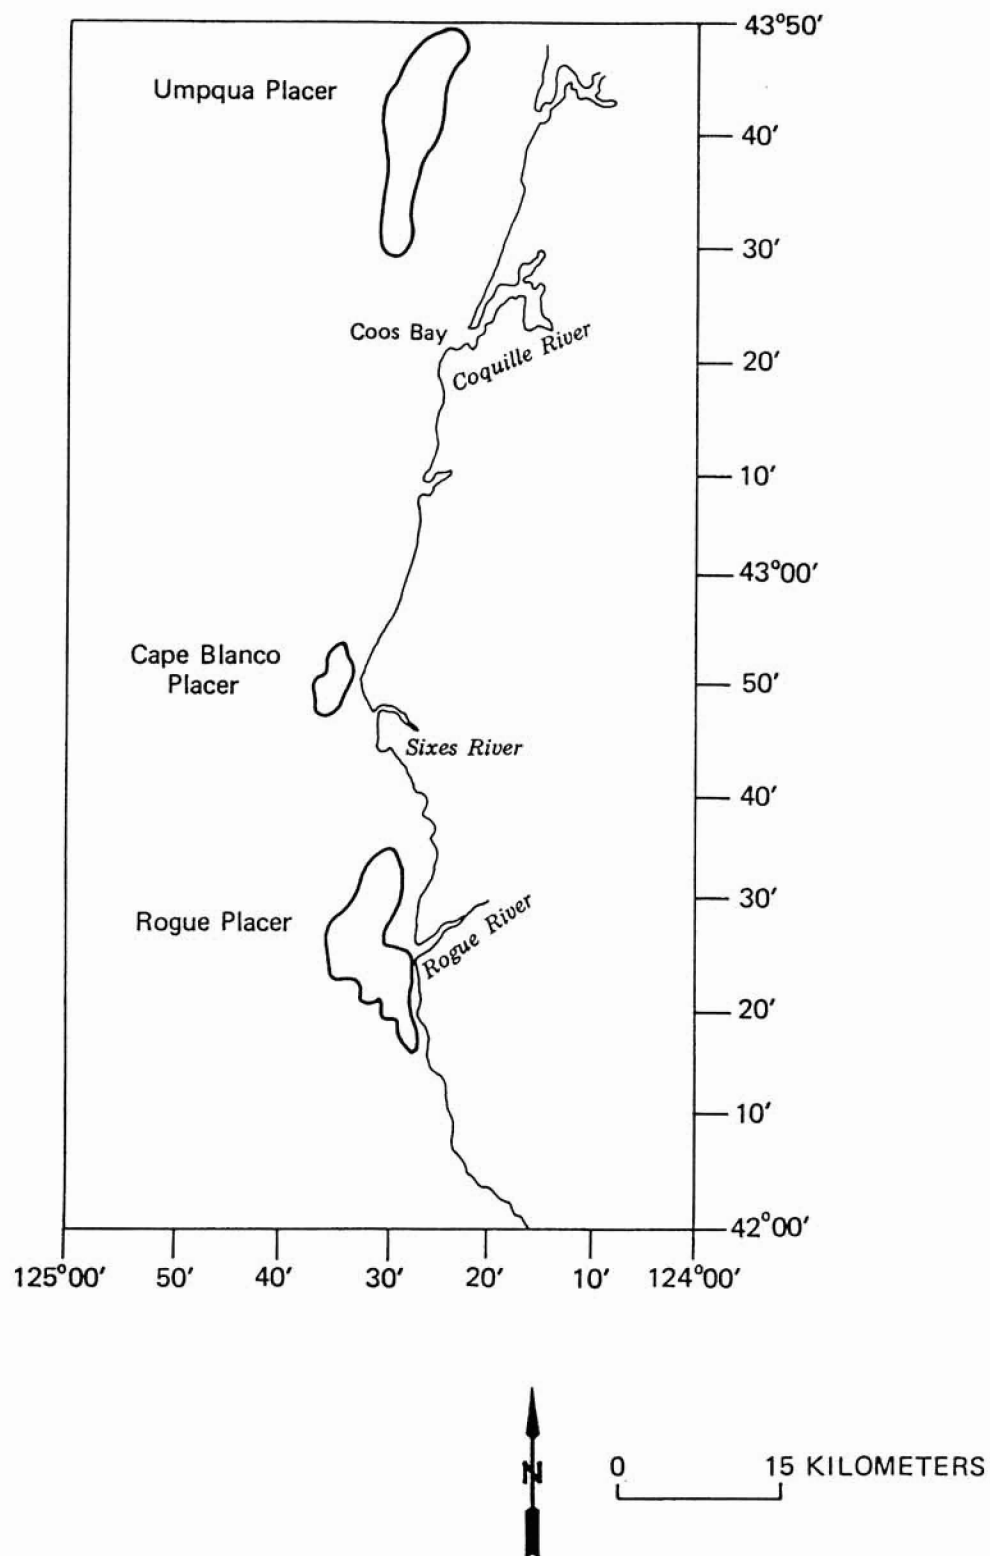 43°50′
Umpqua Placer
40′
30′
Coos Bay
Coquille River
20′
10′
43°00′
Cape Blanco
Placer
50′
Sixes River
40′
30′
Rogue Placer
Rogue River
20′
10′
42°00′
125°00′ 50′ 40′ 30′ 20′ 10′ 124°00′
N
0 15 KILOMETERS